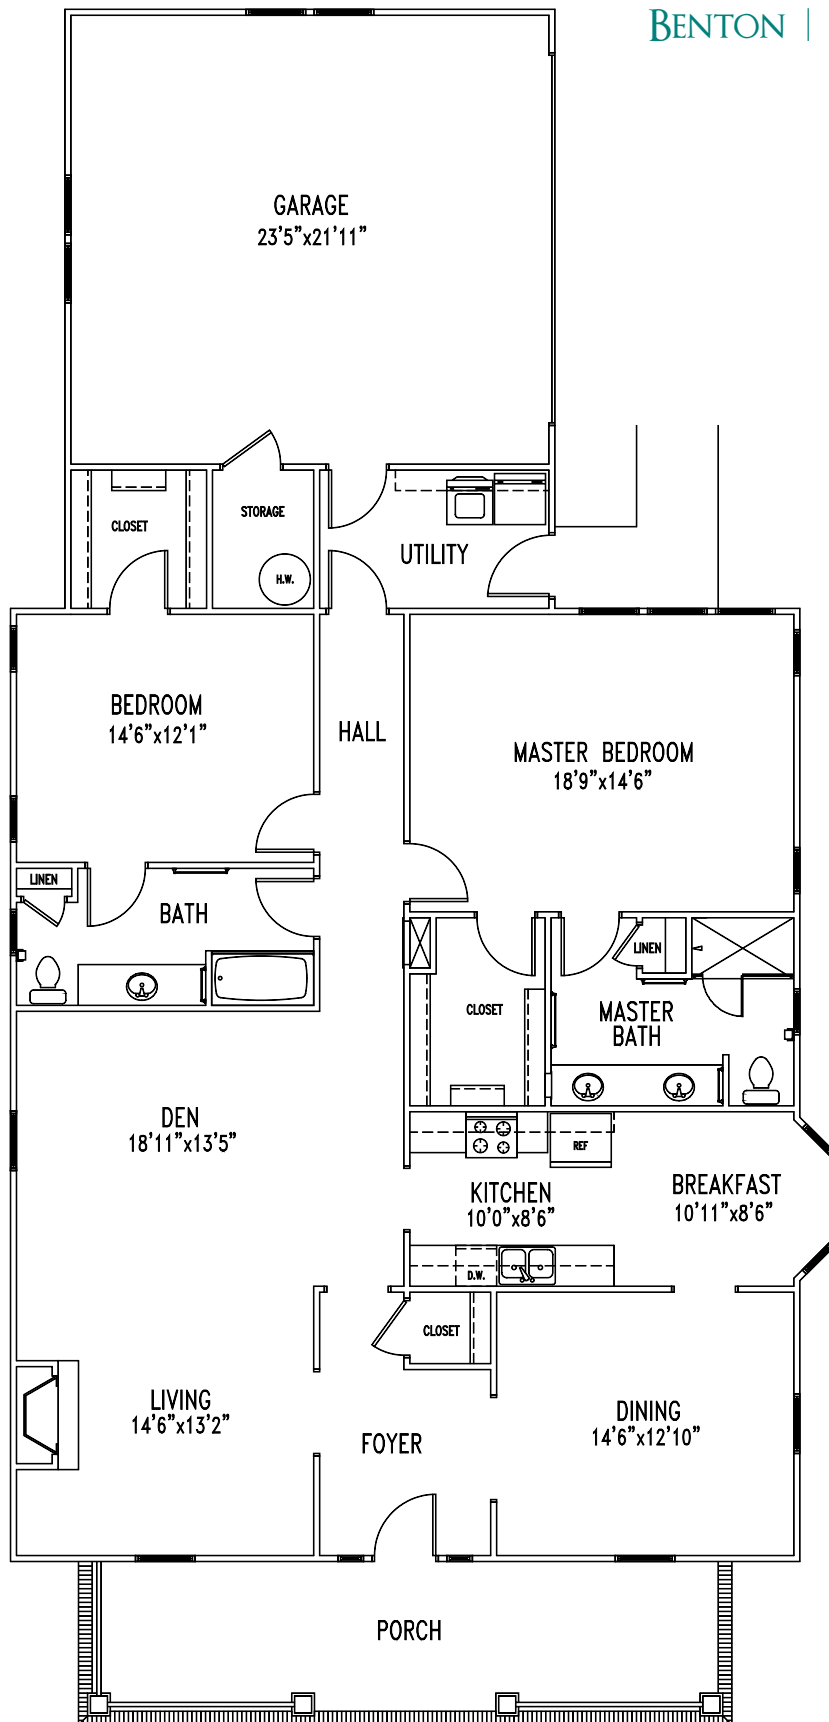 BENTON |
GARAGE
23'5"x21'11"
CLOSET
STORAGE
H.W.
UTILITY
BEDROOM
14'6"x12'1"
HALL
MASTER BEDROOM
18'9"x14'6"
LINEN
BATH
LINEN
CLOSET
MASTER
BATH
DEN
18'11"x13'5"
REF
KITCHEN
10'0"x8'6"
BREAKFAST
10'11"x8'6"
D.W.
CLOSET
LIVING
14'6"x13'2"
FOYER
DINING
14'6"x12'10"
PORCH